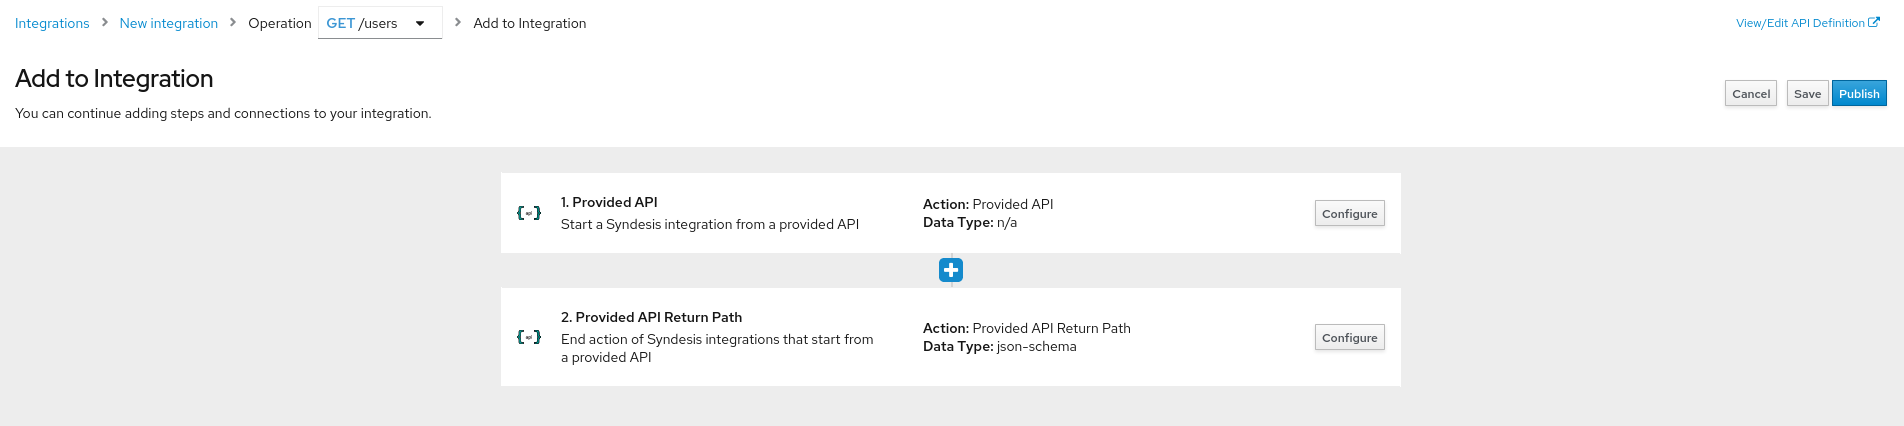 Integrations > New integration > Operation GET /users > Add to Integration
View/Edit API Definition
Add to Integration
You can continue adding steps and connections to your integration.
Cancel Save Publish
1. Provided API
Start a Syndesis integration from a provided API
Action: Provided API
Data Type: n/a
Configure
2. Provided API Return Path
End action of Syndesis integrations that start from
a provided API
Action: Provided API Return Path
Data Type: json-schema
Configure